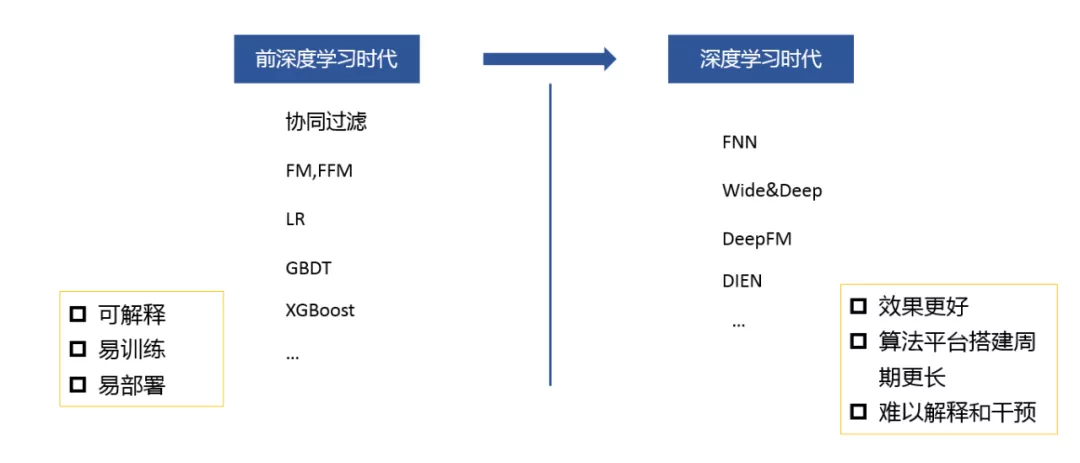 前深度学习时代
深度学习时代
协同过滤
FM,FFM
LR
GBDT
XGBoost
...
可解释
易训练
易部署
FNN
Wide&Deep
DeepFM
DIEN
...
效果更好
算法平台搭建周
期更长
难以解释和干预